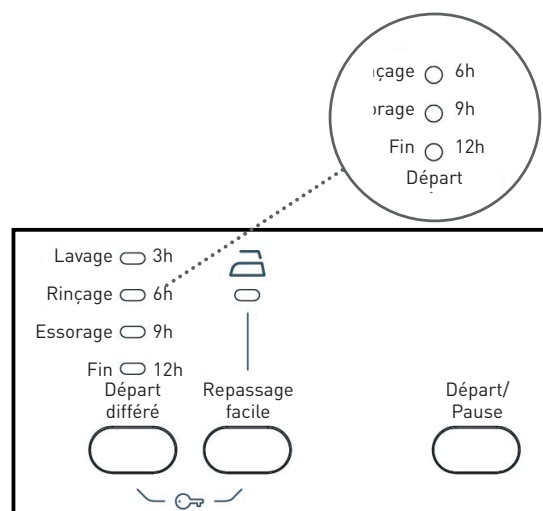 çage 6h
orage 9h
Fin 12h
Départ
Lavage 3h
Rinçage 6h
Essorage 9h
Fin 12h
Départ
différé
Repassage
facile
Départ/
Pause